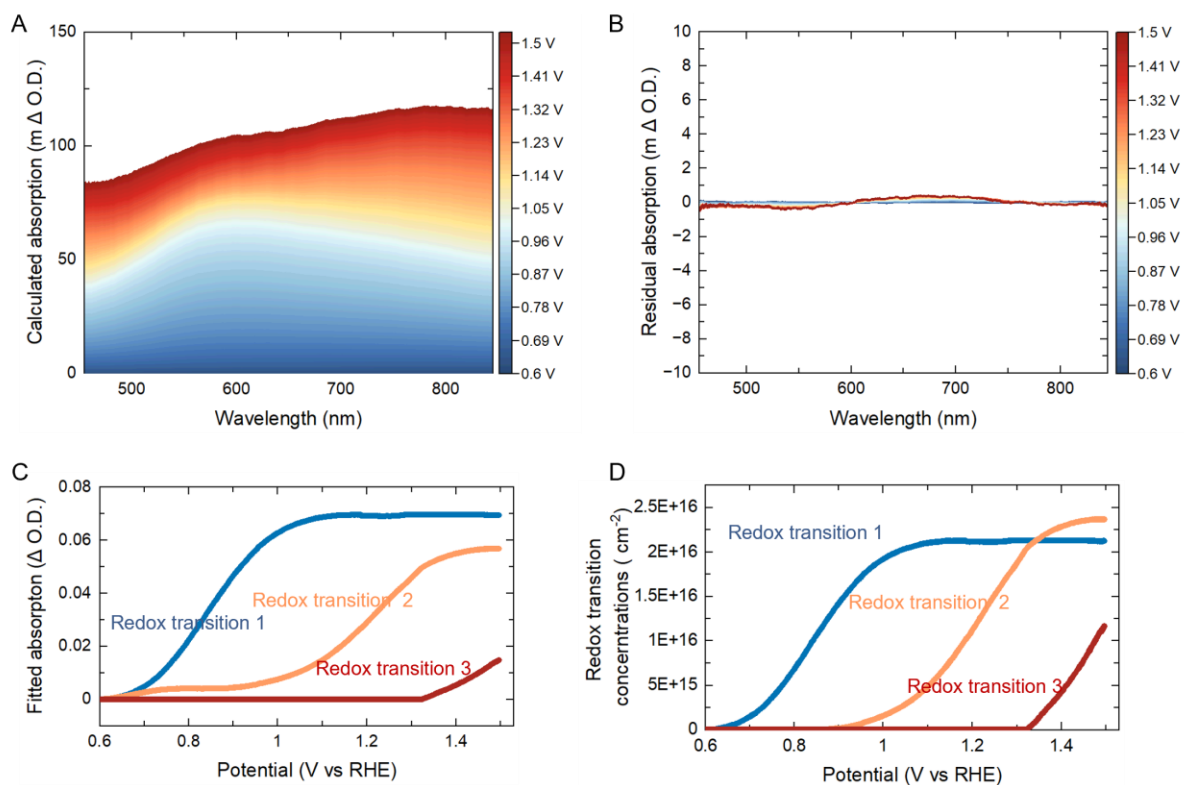 A
Calculated absorption (m Δ O.D.)
150
100
50
0
500
600
700
800
Wavelength (nm)
1.5 V
1.41 V
1.32 V
1.23 V
1.14 V
1.05 V
0.96 V
0.87 V
0.78 V
0.69 V
0.6 V
B
Residual absorption (m Δ O.D.)
10
8
6
4
2
0
−2
−4
−6
−8
−10
500
600
700
800
Wavelength (nm)
1.5 V
1.41 V
1.32 V
1.23 V
1.14 V
1.05 V
0.96 V
0.87 V
0.78 V
0.69 V
0.6 V
C
Fitted absorpton (Δ O.D.)
0.08
0.06
0.04
0.02
0
Redox transition 1
Redox transition 2
Redox transition 3
0.6
0.8
1
1.2
1.4
Potential (V vs RHE)
D
Redox transition
concerntrations ( cm⁻²)
2.5E+16
2E+16
1.5E+16
1E+16
5E+15
0
Redox transition 1
Redox transition 2
Redox transition 3
0.6
0.8
1
1.2
1.4
Potential (V vs RHE)